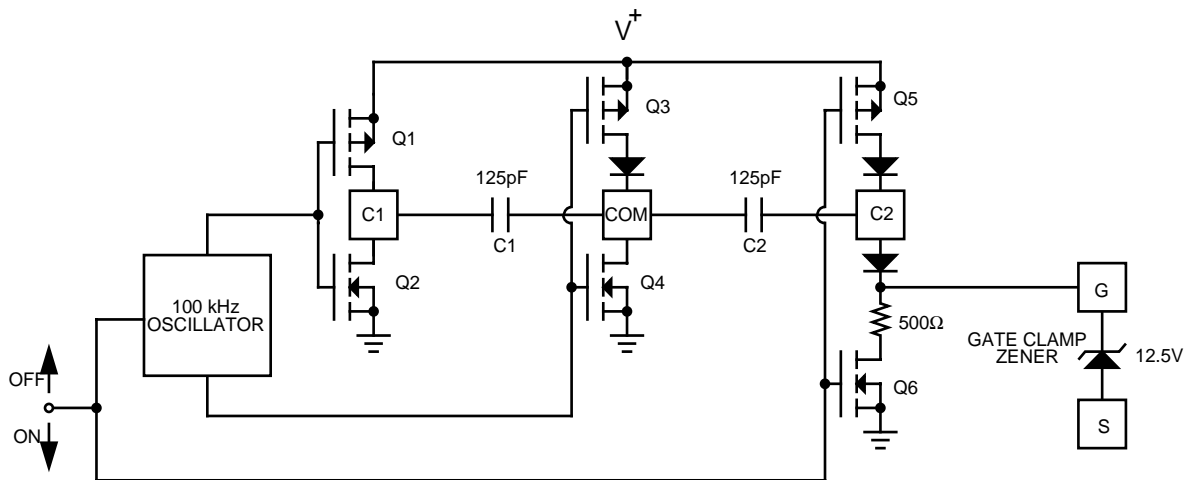 V+
Q3
Q5
Q1
125pF
125pF
C1
COM
C2
C1
C2
Q2
Q4
100 kHz
OSCILLATOR
500Ω
G
GATE CLAMP
ZENER
12.5V
OFF
Q6
ON
S